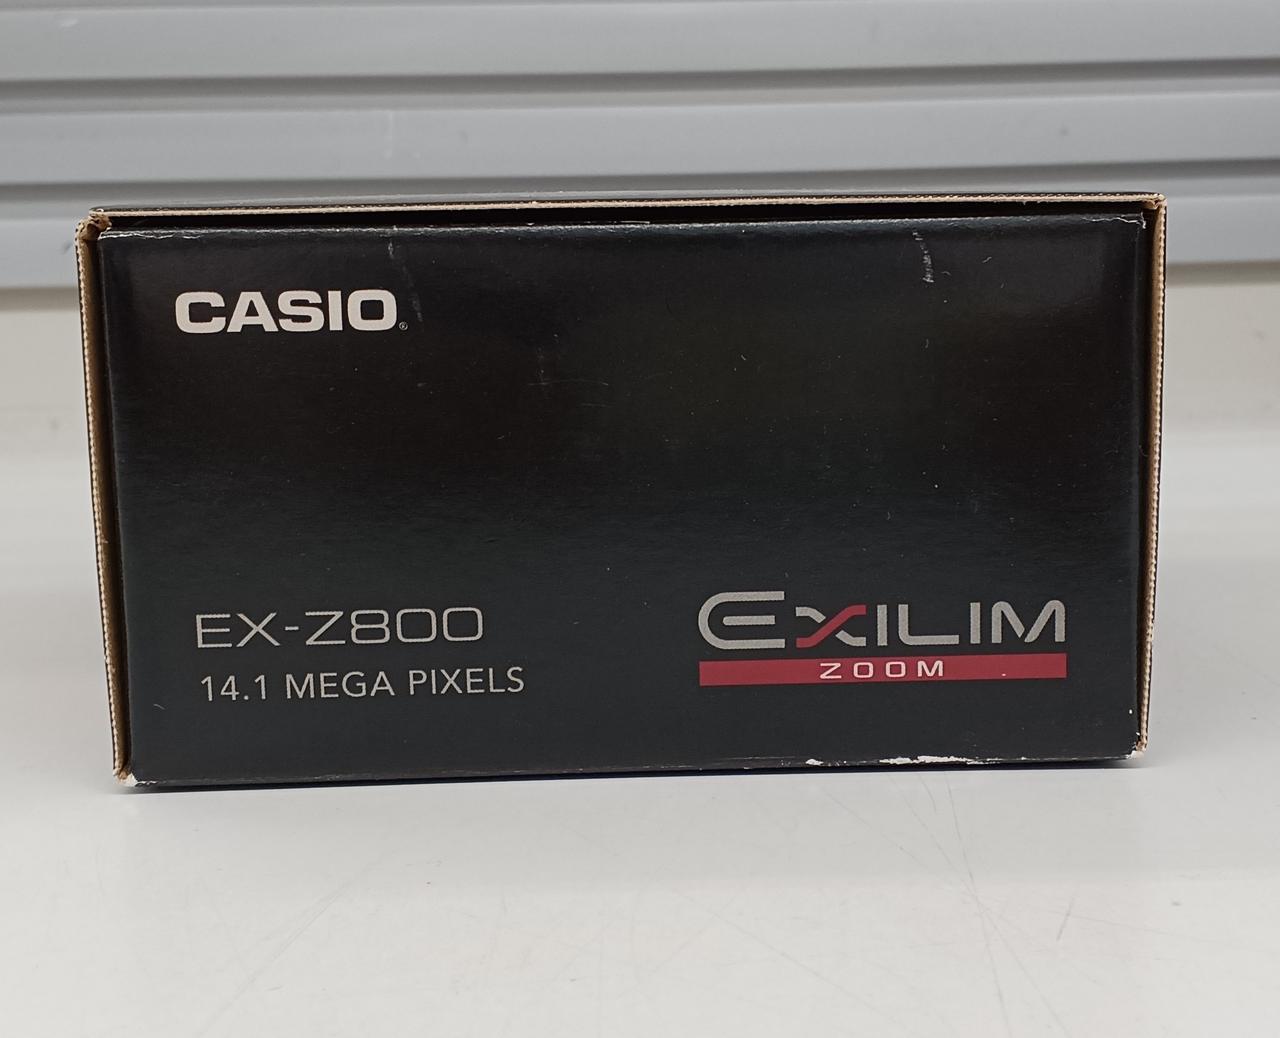 CASIO®
EX-Z800
14.1 MEGA PIXELS
EXILIM
ZOOM